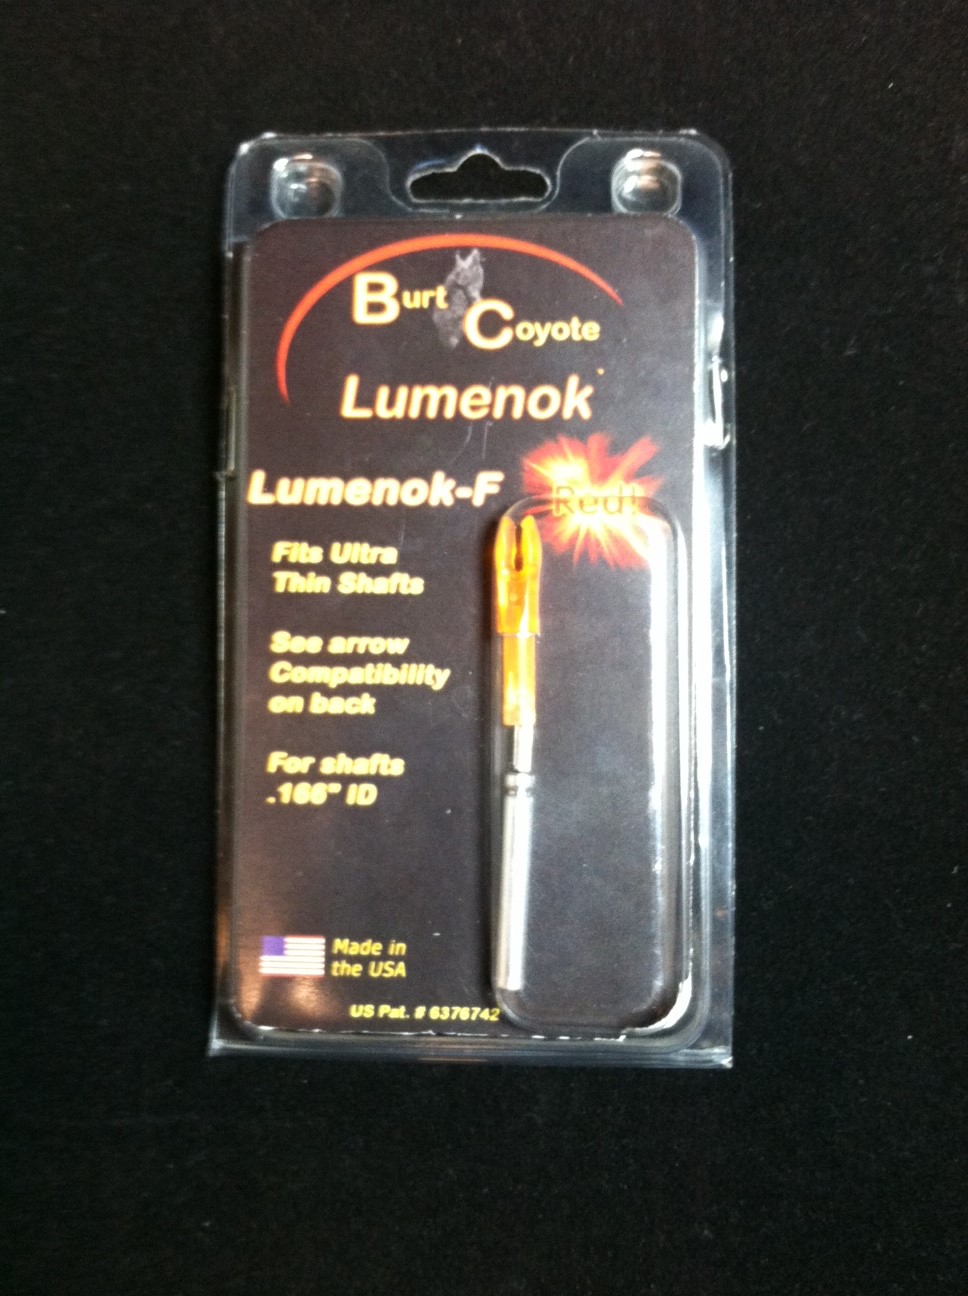 Burt
Coyote
Lumenok
Lumenok-F
Red!
Fits Ultra
Thin Shafts
See arrow
Compatibility
on back
For shafts
.166" ID
Made in
the USA
US Pat. # 6376742